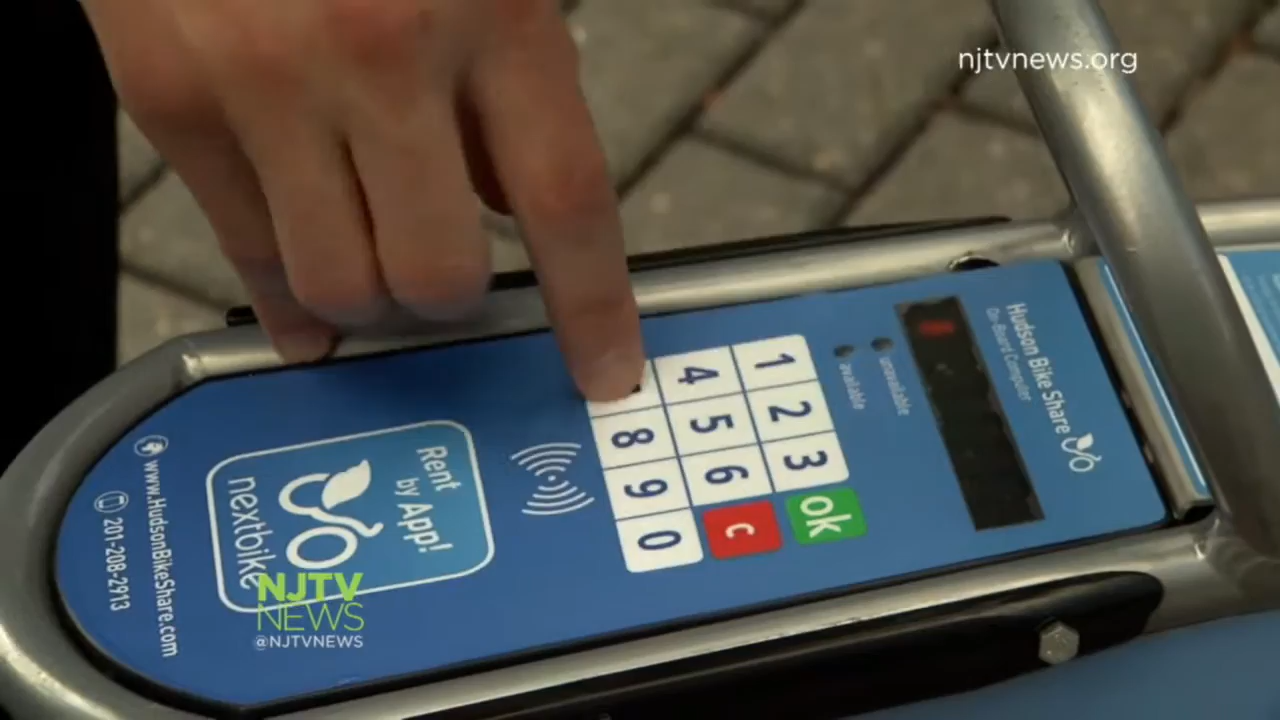 njtvnews.org
Hudson Bike Share
On-Board Computer
unavailable
available
1 2 3 ok
4 5 6 c
8 9 0
Rent
by App!
nextbike
www.HudsonBikeShare.com
201-208-2913
NJTV
NEWS
@NJTVNEWS